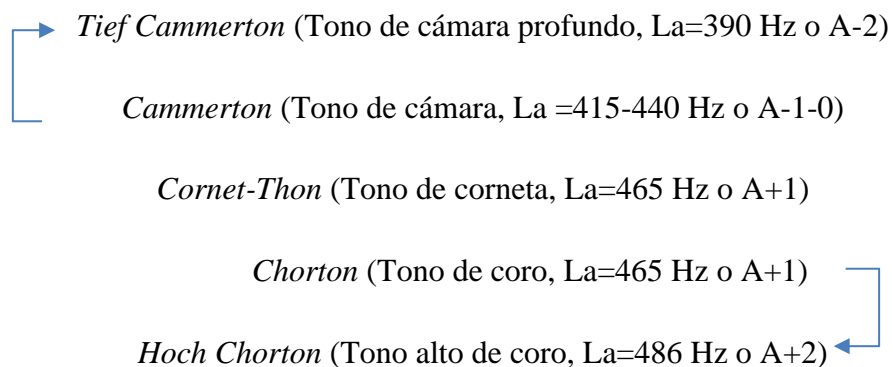 Tief Cammerton (Tono de cámara profundo, La=390 Hz o A-2)
Cammerton (Tono de cámara, La =415-440 Hz o A-1-0)
Cornet-Thon (Tono de corneta, La=465 Hz o A+1)
Chorton (Tono de coro, La=465 Hz o A+1)
Hoch Chorton (Tono alto de coro, La=486 Hz o A+2)